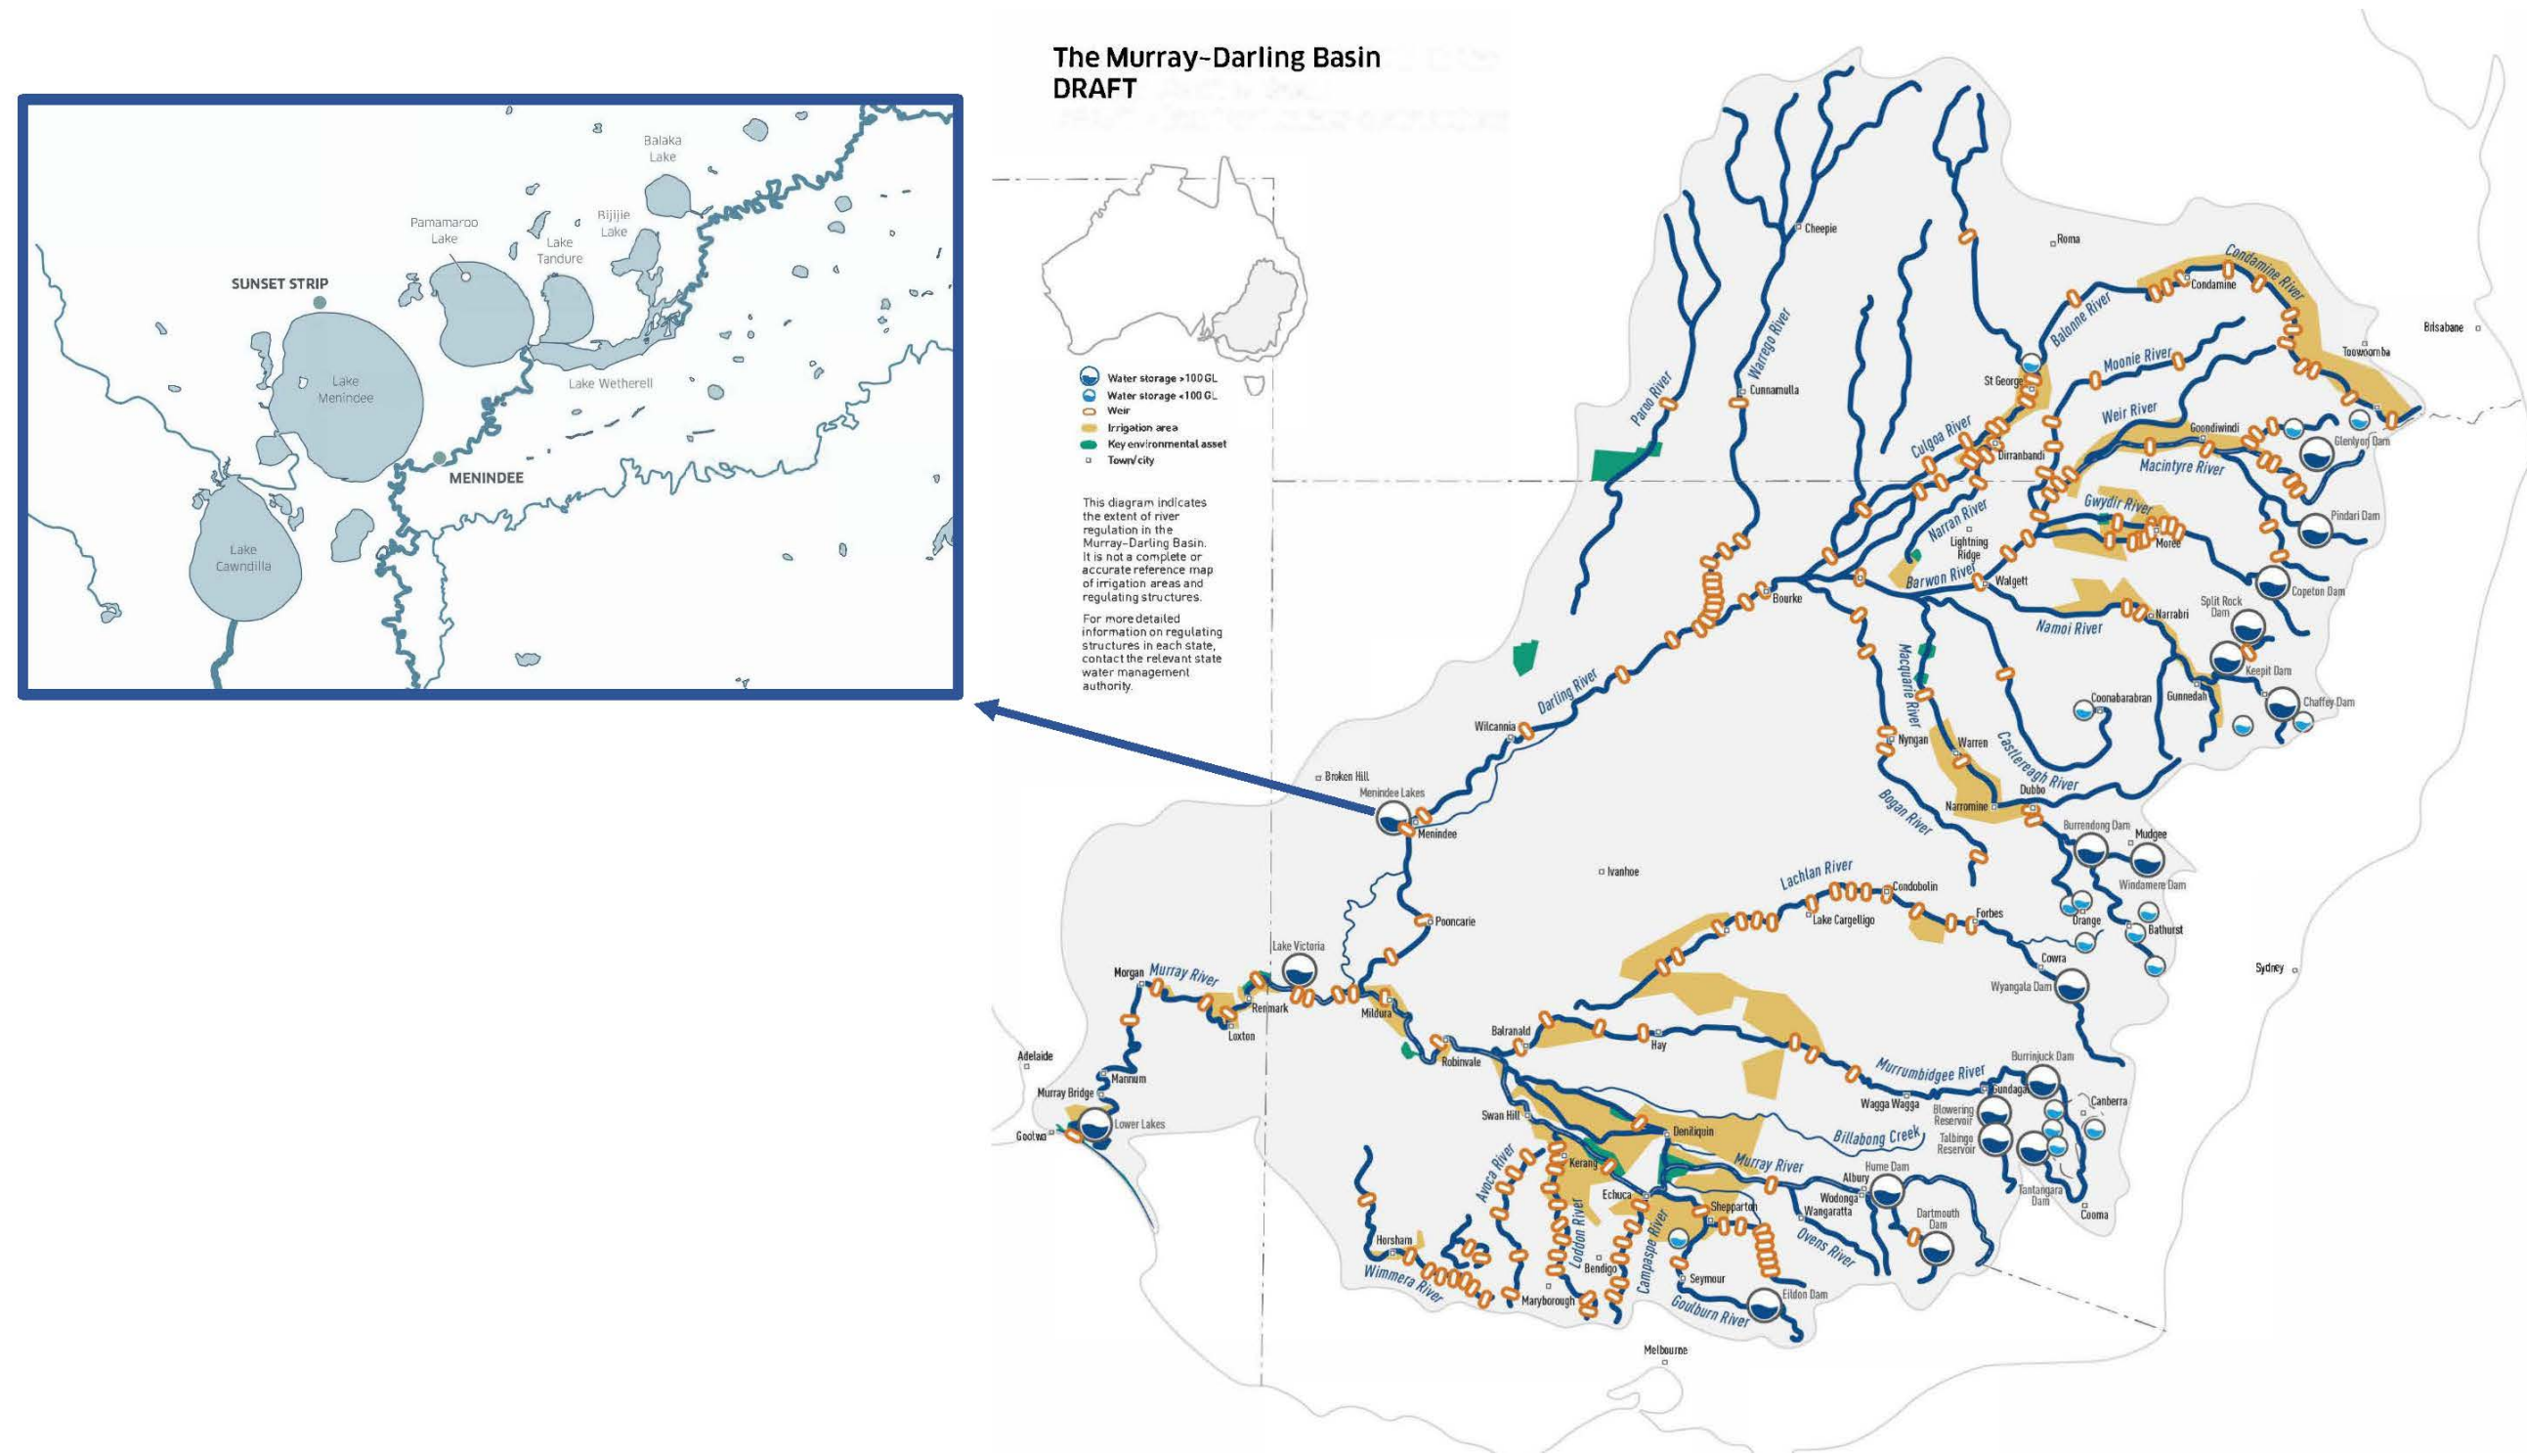 The Murray-Darling Basin
DRAFT
Balaka
Lake
Pamamaroo
Lake
Bijijie
Lake
Lake
Tandure
SUNSET STRIP
Lake
Menindee
Lake Wetherell
MENINDEE
Lake
Cawndilla
Water storage >100 GL
Water storage <100 GL
Weir
Irrigation area
Key environmental asset
Town/city
This diagram indicates
the extent of river
regulation in the
Murray-Darling Basin.
It is not a complete or
accurate reference map
of irrigation areas and
regulating structures.
For more detailed
information on regulating
structures in each state,
contact the relevant state
water management
authority.
Cheepie
Roma
Condamine River
Condamine
Balonne River
Brisabane
Toowoomba
Warrego River
Paroo River
Cunnamulla
St George
Moonie River
Weir River
Culgoa River
Goondiwindi
Glenlyon Dam
Dirranbandi
Macintyre River
Gwydir River
Narran River
Pindari Dam
Lightning
Ridge
Moree
Barwon River
Walgett
Copeton Dam
Bourke
Split Rock
Dam
Narrabri
Namoi River
Macquarie River
Keepit Dam
Darling River
Coonabarabran
Gunnedah
Chaffey Dam
Wilcannia
Nyngan
Warren
Castlereagh River
Broken Hill
Menindee Lakes
Dubbo
Narromine
Bogan River
Menindee
Burrendong Dam
Mudgee
Ivanhoe
Lachlan River
Condobolin
Windamere Dam
Pooncarie
Lake Cargelligo
Forbes
Orange
Bathurst
Lake Victoria
Cowra
Sydney
Morgan
Murray River
Wyangala Dam
Renmark
Mildura
Loxton
Balranald
Hay
Adelaide
Robinvale
Burrinjuck Dam
Mannum
Murrumbidgee River
Gundagai
Murray Bridge
Wagga Wagga
Blowering
Reservoir
Canberra
Swan Hill
Lower Lakes
Goolwa
Deniliquin
Billabong Creek
Talbingo
Reservoir
Avoca River
Kerang
Murray River
Hume Dam
Albury
Echuca
Wodonga
Tantangara
Dam
Shepparton
Wangaratta
Cooma
Dartmouth
Dam
Loddon River
Campaspe River
Ovens River
Horsham
Bendigo
Wimmera River
Seymour
Maryborough
Eildon Dam
Goulburn River
Melbourne